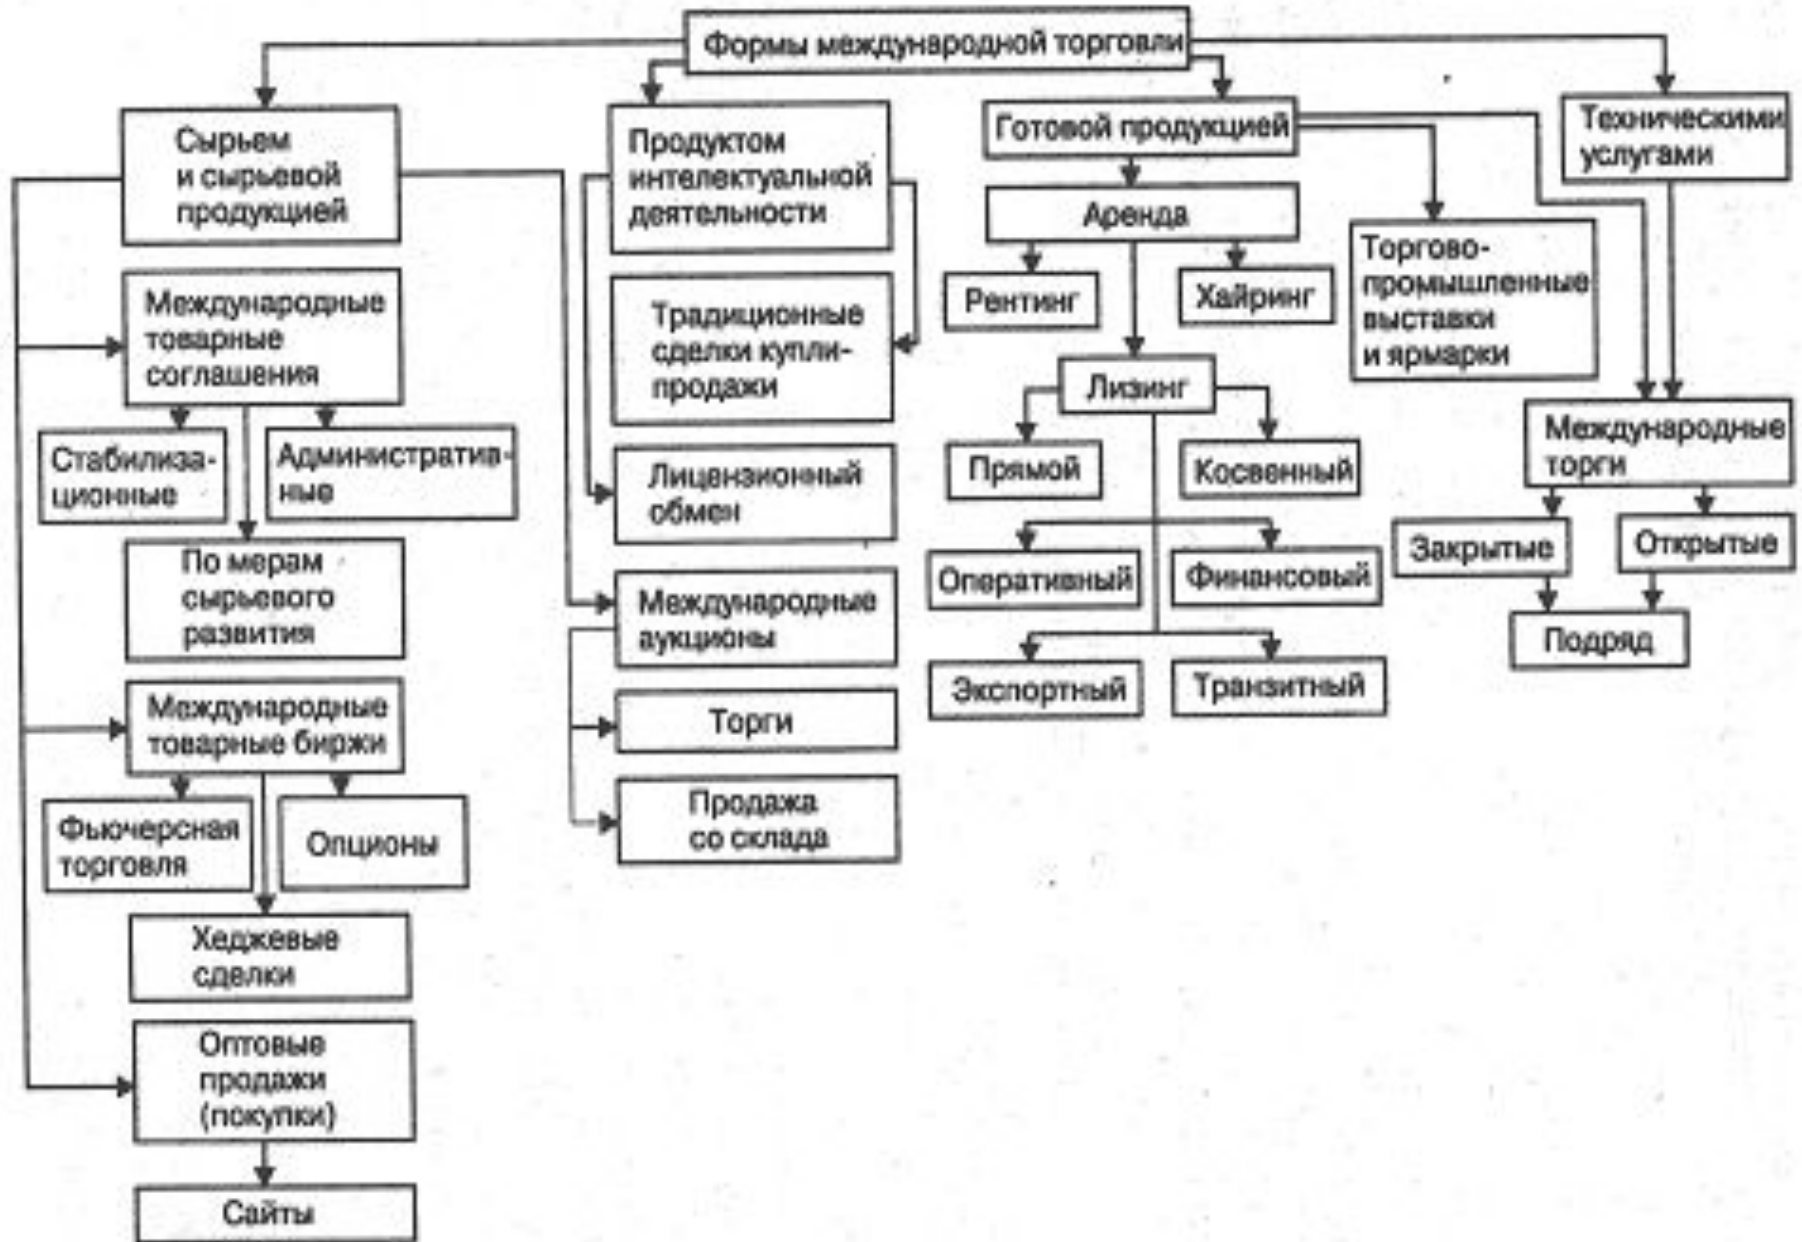 Формы международной торговли
Сырьем
и сырьевой
продукцией
Продуктом
интелектуальной
деятельности
Готовой продукцией
Техническими
услугами
Международные
товарные
соглашения
Стабилиза-
ционные
Административ-
ные
По мерам
сырьевого
развития
Международные
товарные биржи
Фьючерсная
торговля
Опционы
Хеджевые
сделки
Оптовые
продажи
(покупки)
Сайты
Традиционные
сделки купли-
продажи
Лицензионный
обмен
Международные
аукционы
Торги
Продажа
со склада
Аренда
Рентинг
Хайринг
Лизинг
Прямой
Косвенный
Оперативный
Финансовый
Экспортный
Транзитный
Торгово-
промышленные
выставки
и ярмарки
Международные
торги
Закрытые
Открытые
Подряд